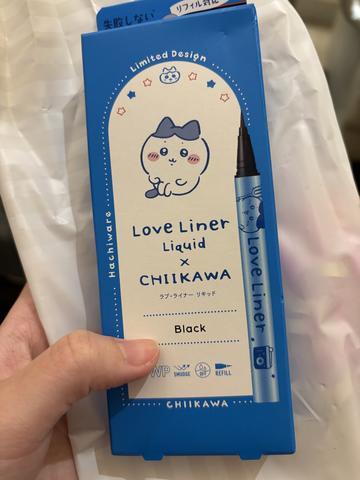 失敗しない
リフィル対応
Limited Design
Hachiware
Love Liner
Liquid
×
CHIIKAWA
ラブ・ライナー リキッド
Black
WP
SMUDGE
OFF
REFILL
CHIIKAWA
Love Liner